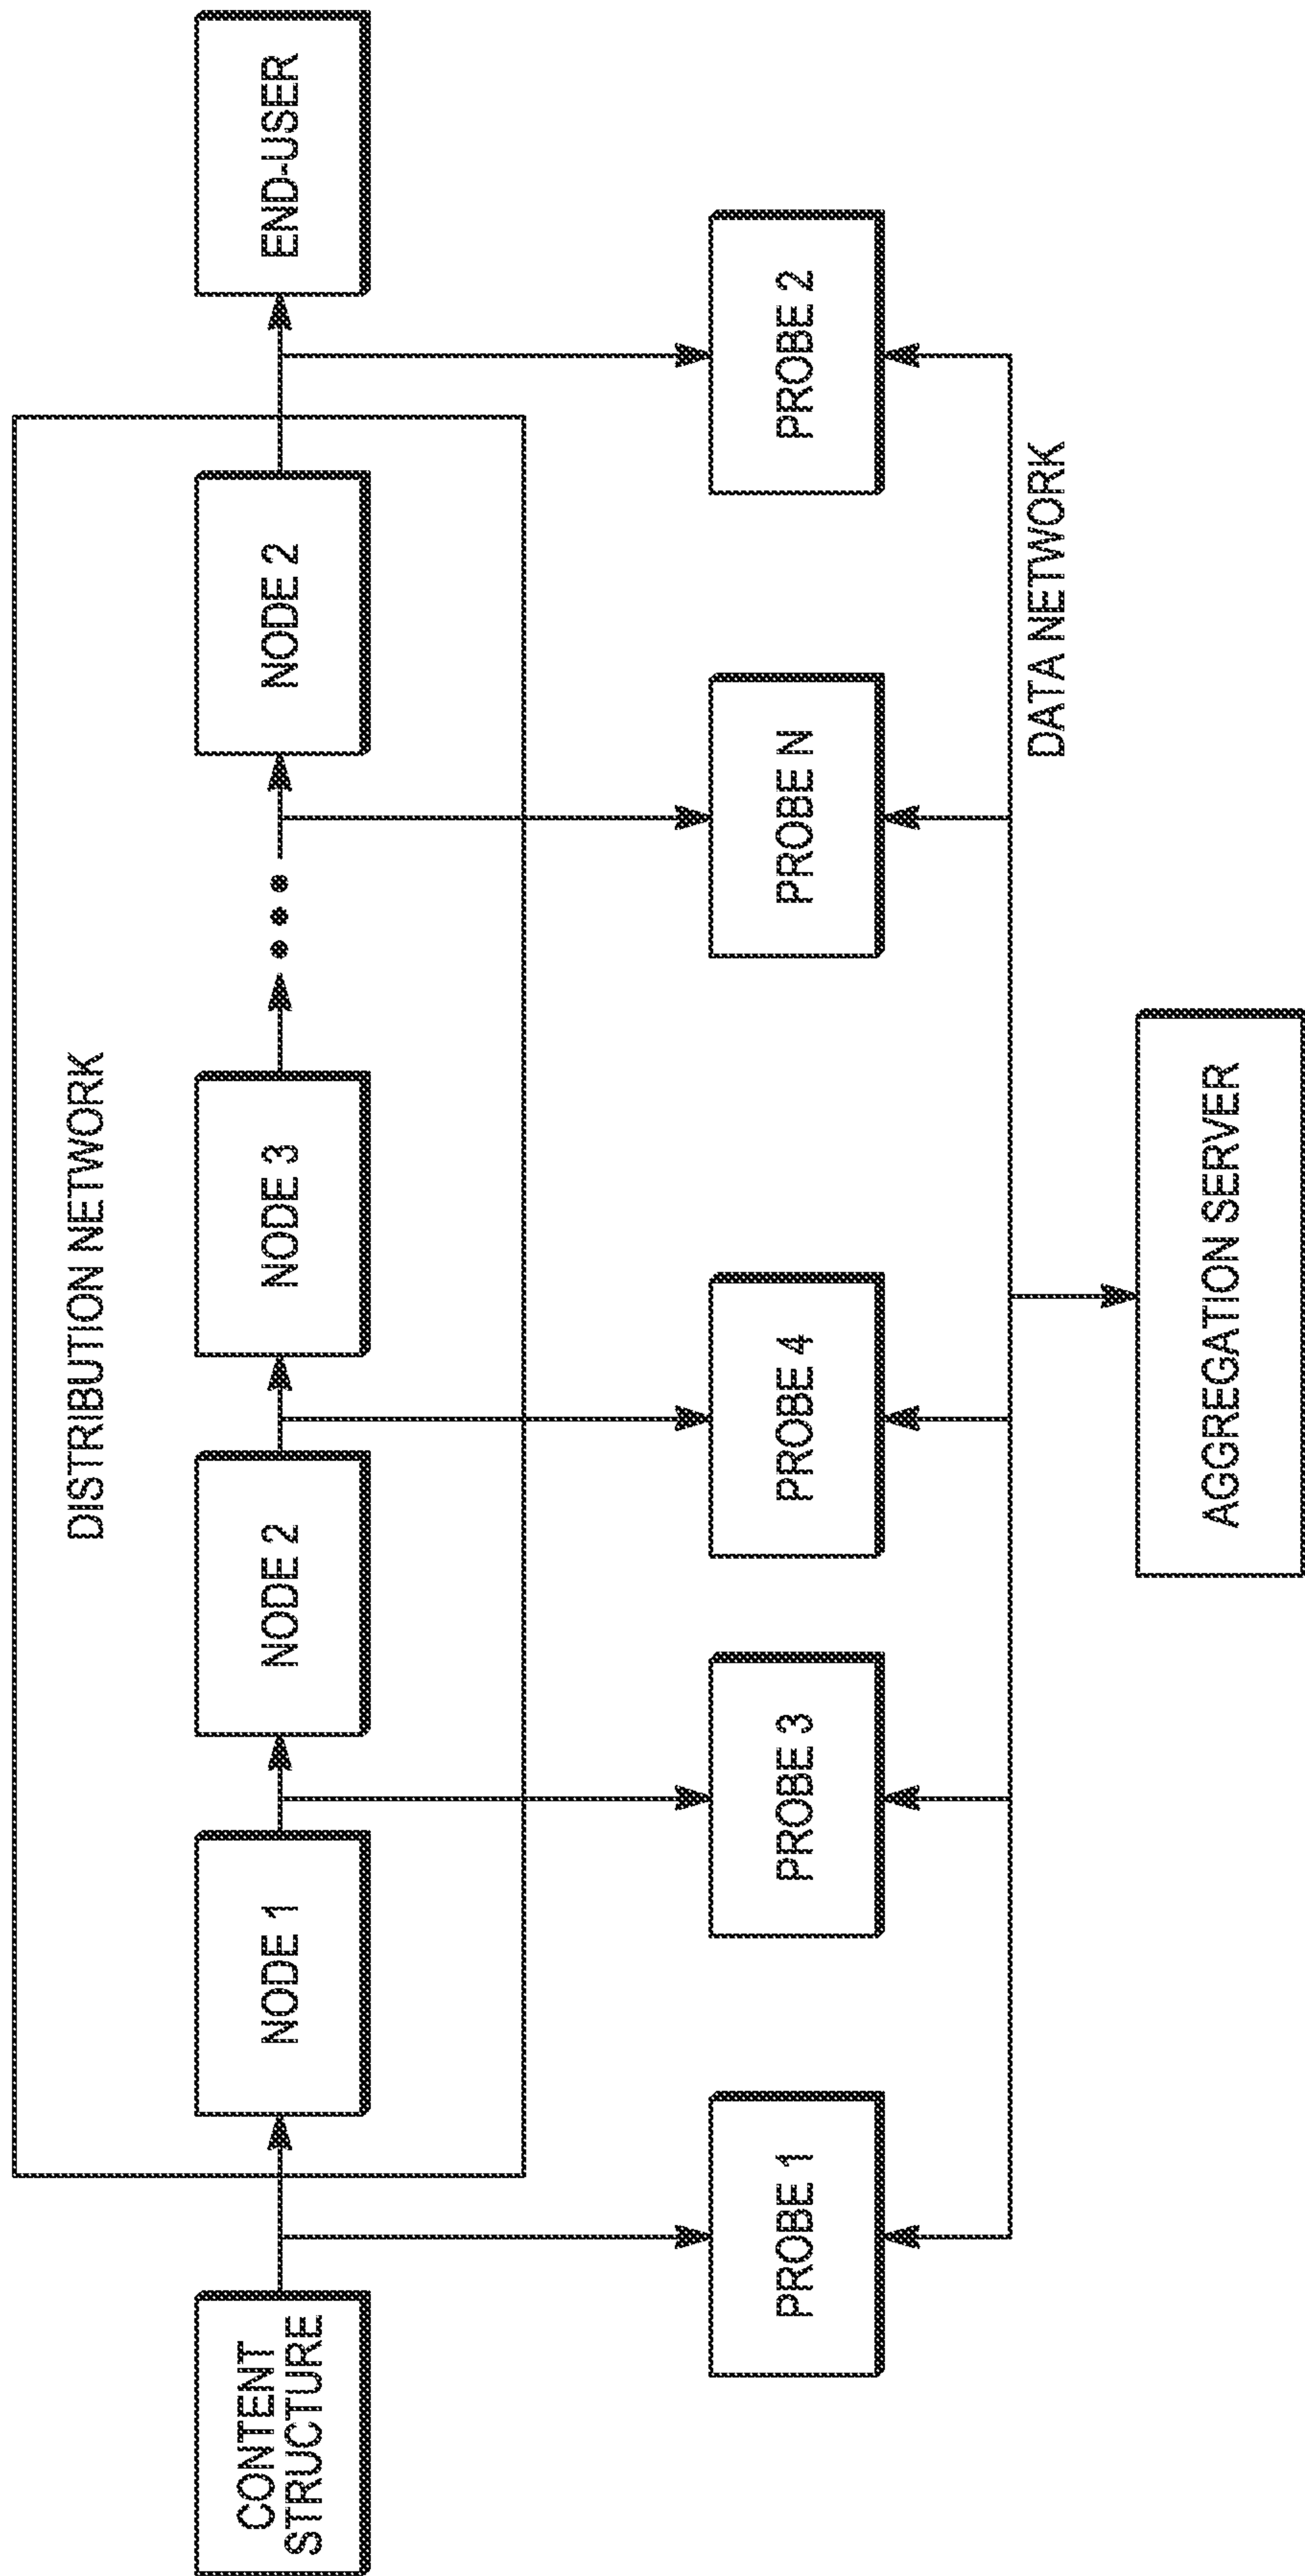 DISTRIBUTION NETWORK
CONTENT
STRUCTURE
NODE 1
NODE 2
NODE 3
NODE 2
END-USER
PROBE 1
PROBE 3
PROBE 4
PROBE N
PROBE 2
DATA NETWORK
AGGREGATION SERVER